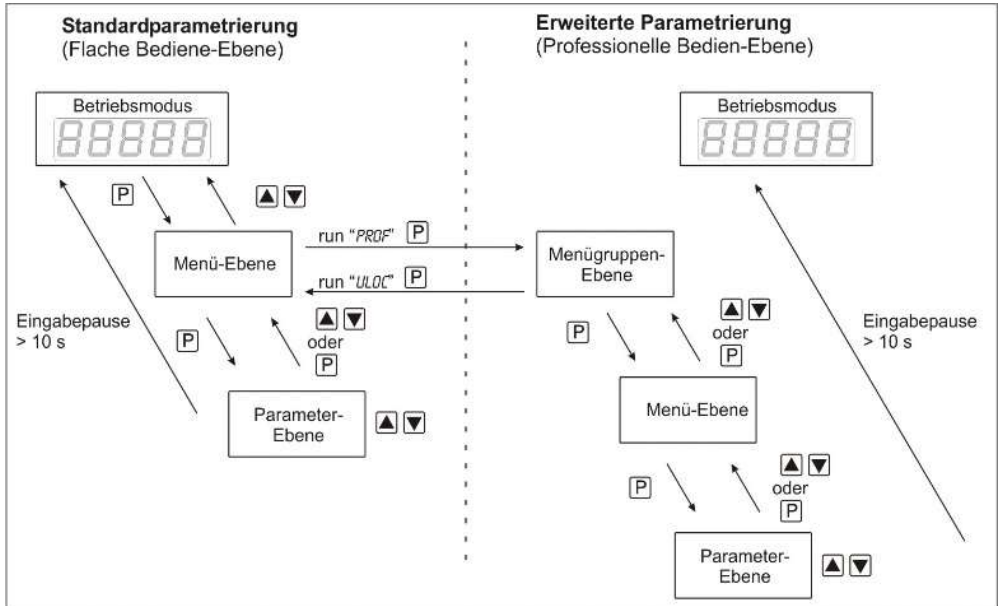 Standardparametrierung
(Flache Bediene-Ebene)
Betriebsmodus
88888
P
▲ ▼
Menü-Ebene
run "PROF" P
run "ULOC" P
Eingabepause
> 10 s
P
▲ ▼
oder
P
Parameter-
Ebene
▲ ▼
Erweiterte Parametrierung
(Professionelle Bedien-Ebene)
Betriebsmodus
88888
Menügruppen-
Ebene
P
▲ ▼
oder
P
Eingabepause
> 10 s
Menü-Ebene
P
▲ ▼
oder
P
Parameter-
Ebene
▲ ▼